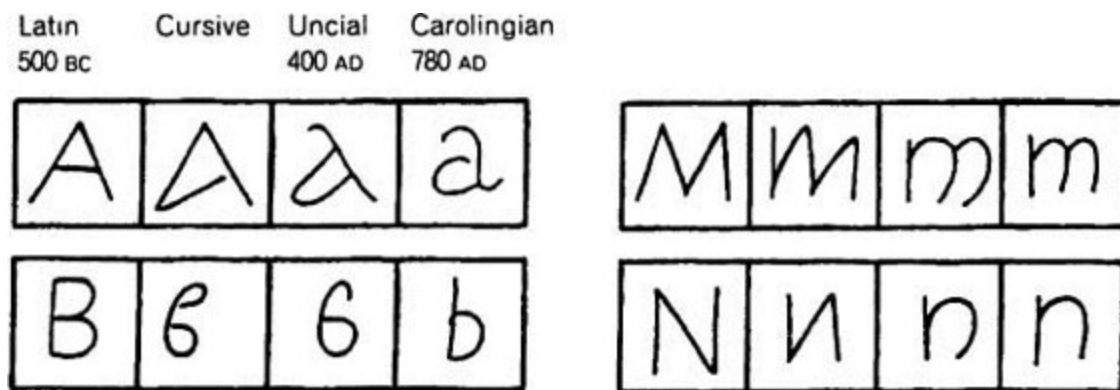 Latin Cursive Uncial Carolingian
500 BC 400 AD 780 AD
A A a a M m m m
B B b b N N n n